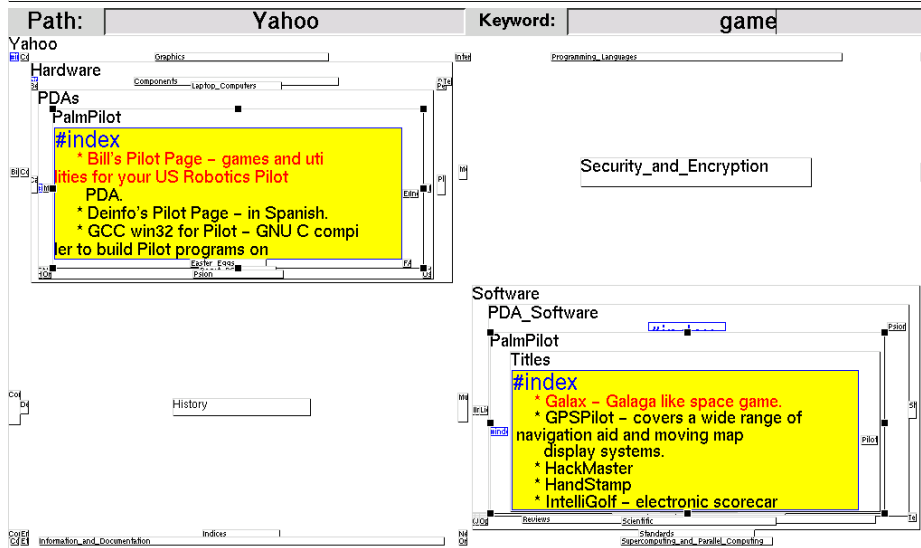 Path: Yahoo Keyword: game
Yahoo
Graphics
Programming_Languages
Hardware
Components
Laptop_Computers
PDAs
PalmPilot
#index
* Bill's Pilot Page – games and uti
lities for your US Robotics Pilot
PDA.
* Deinfo's Pilot Page – in Spanish.
* GCC win32 for Pilot – GNU C compi
ler to build Pilot programs on
Easter_Eggs
Psion
Security_and_Encryption
History
Software
PDA_Software
Psion
PalmPilot
Titles
#index
* Galax – Galaga like space game.
* GPSPilot – covers a wide range of
navigation aid and moving map
display systems.
* HackMaster
* HandStamp
* IntelliGolf – electronic scorecar
Pilot
Reviews
Scientific
Indices
Information_and_Documentation
Standards
Supercomputing_and_Parallel_Computing